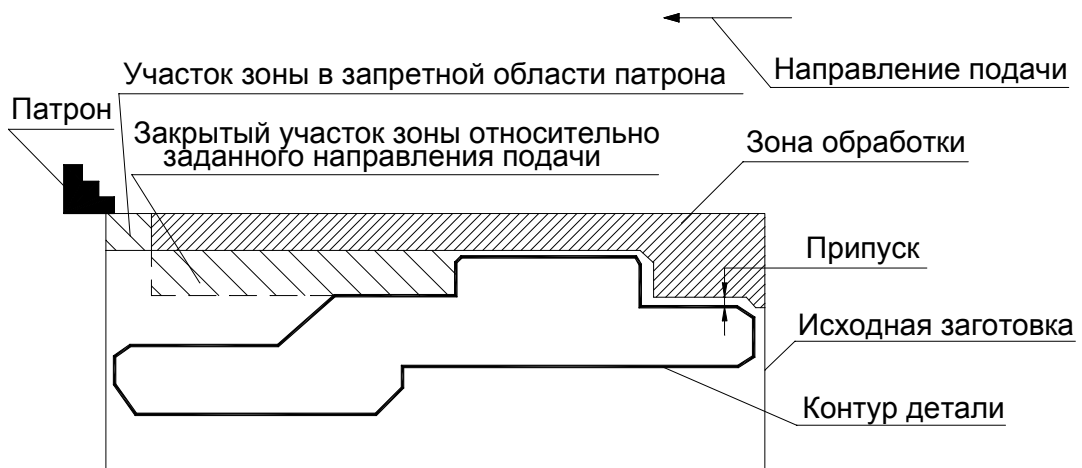 Направление подачи
Участок зоны в запретной области патрона
Патрон
Закрытый участок зоны относительно
заданного направления подачи
Зона обработки
Припуск
Исходная заготовка
Контур детали